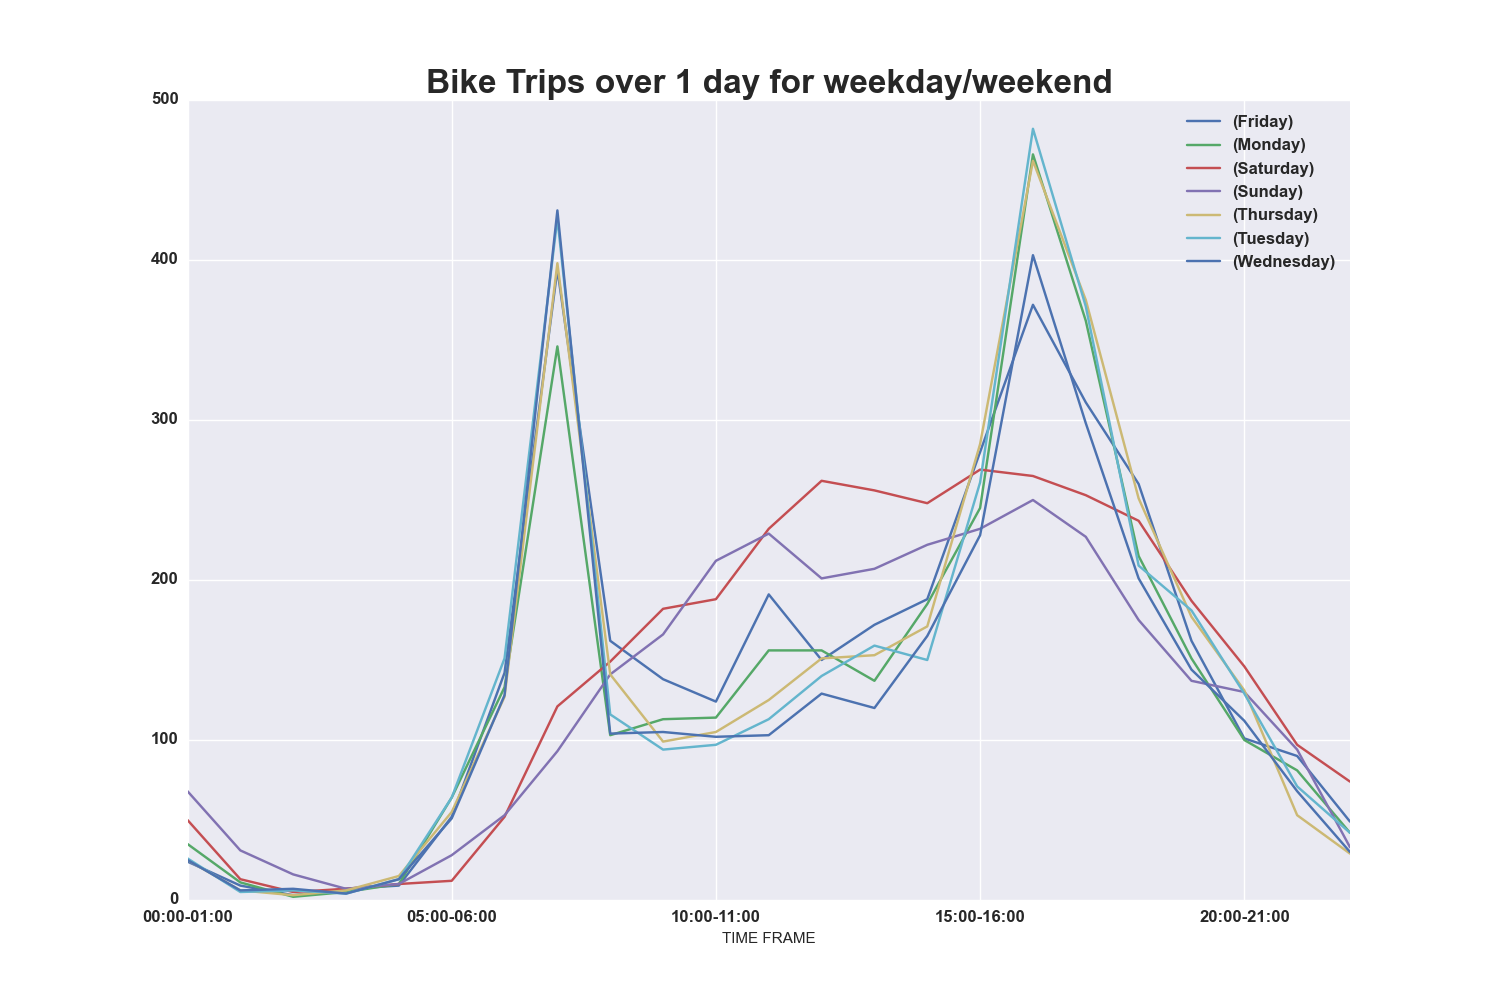 Bike Trips over 1 day for weekday/weekend
500
400
300
200
100
0
(Friday)
(Monday)
(Saturday)
(Sunday)
(Thursday)
(Tuesday)
(Wednesday)
00:00-01:00 05:00-06:00 10:00-11:00 15:00-16:00 20:00-21:00
TIME FRAME